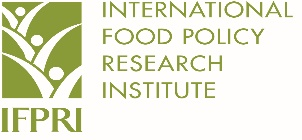 INTERNATIONAL
FOOD POLICY
RESEARCH
INSTITUTE
IFPRI